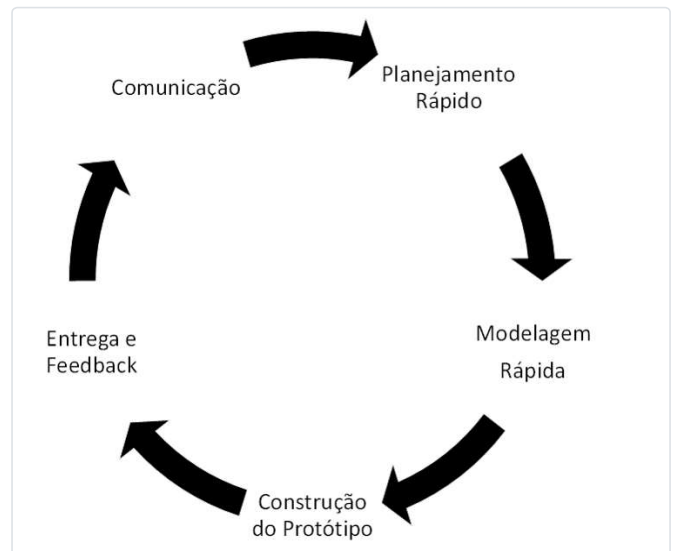 Comunicação
Planejamento
Rápido
Modelagem
Rápida
Construção
do Protótipo
Entrega e
Feedback